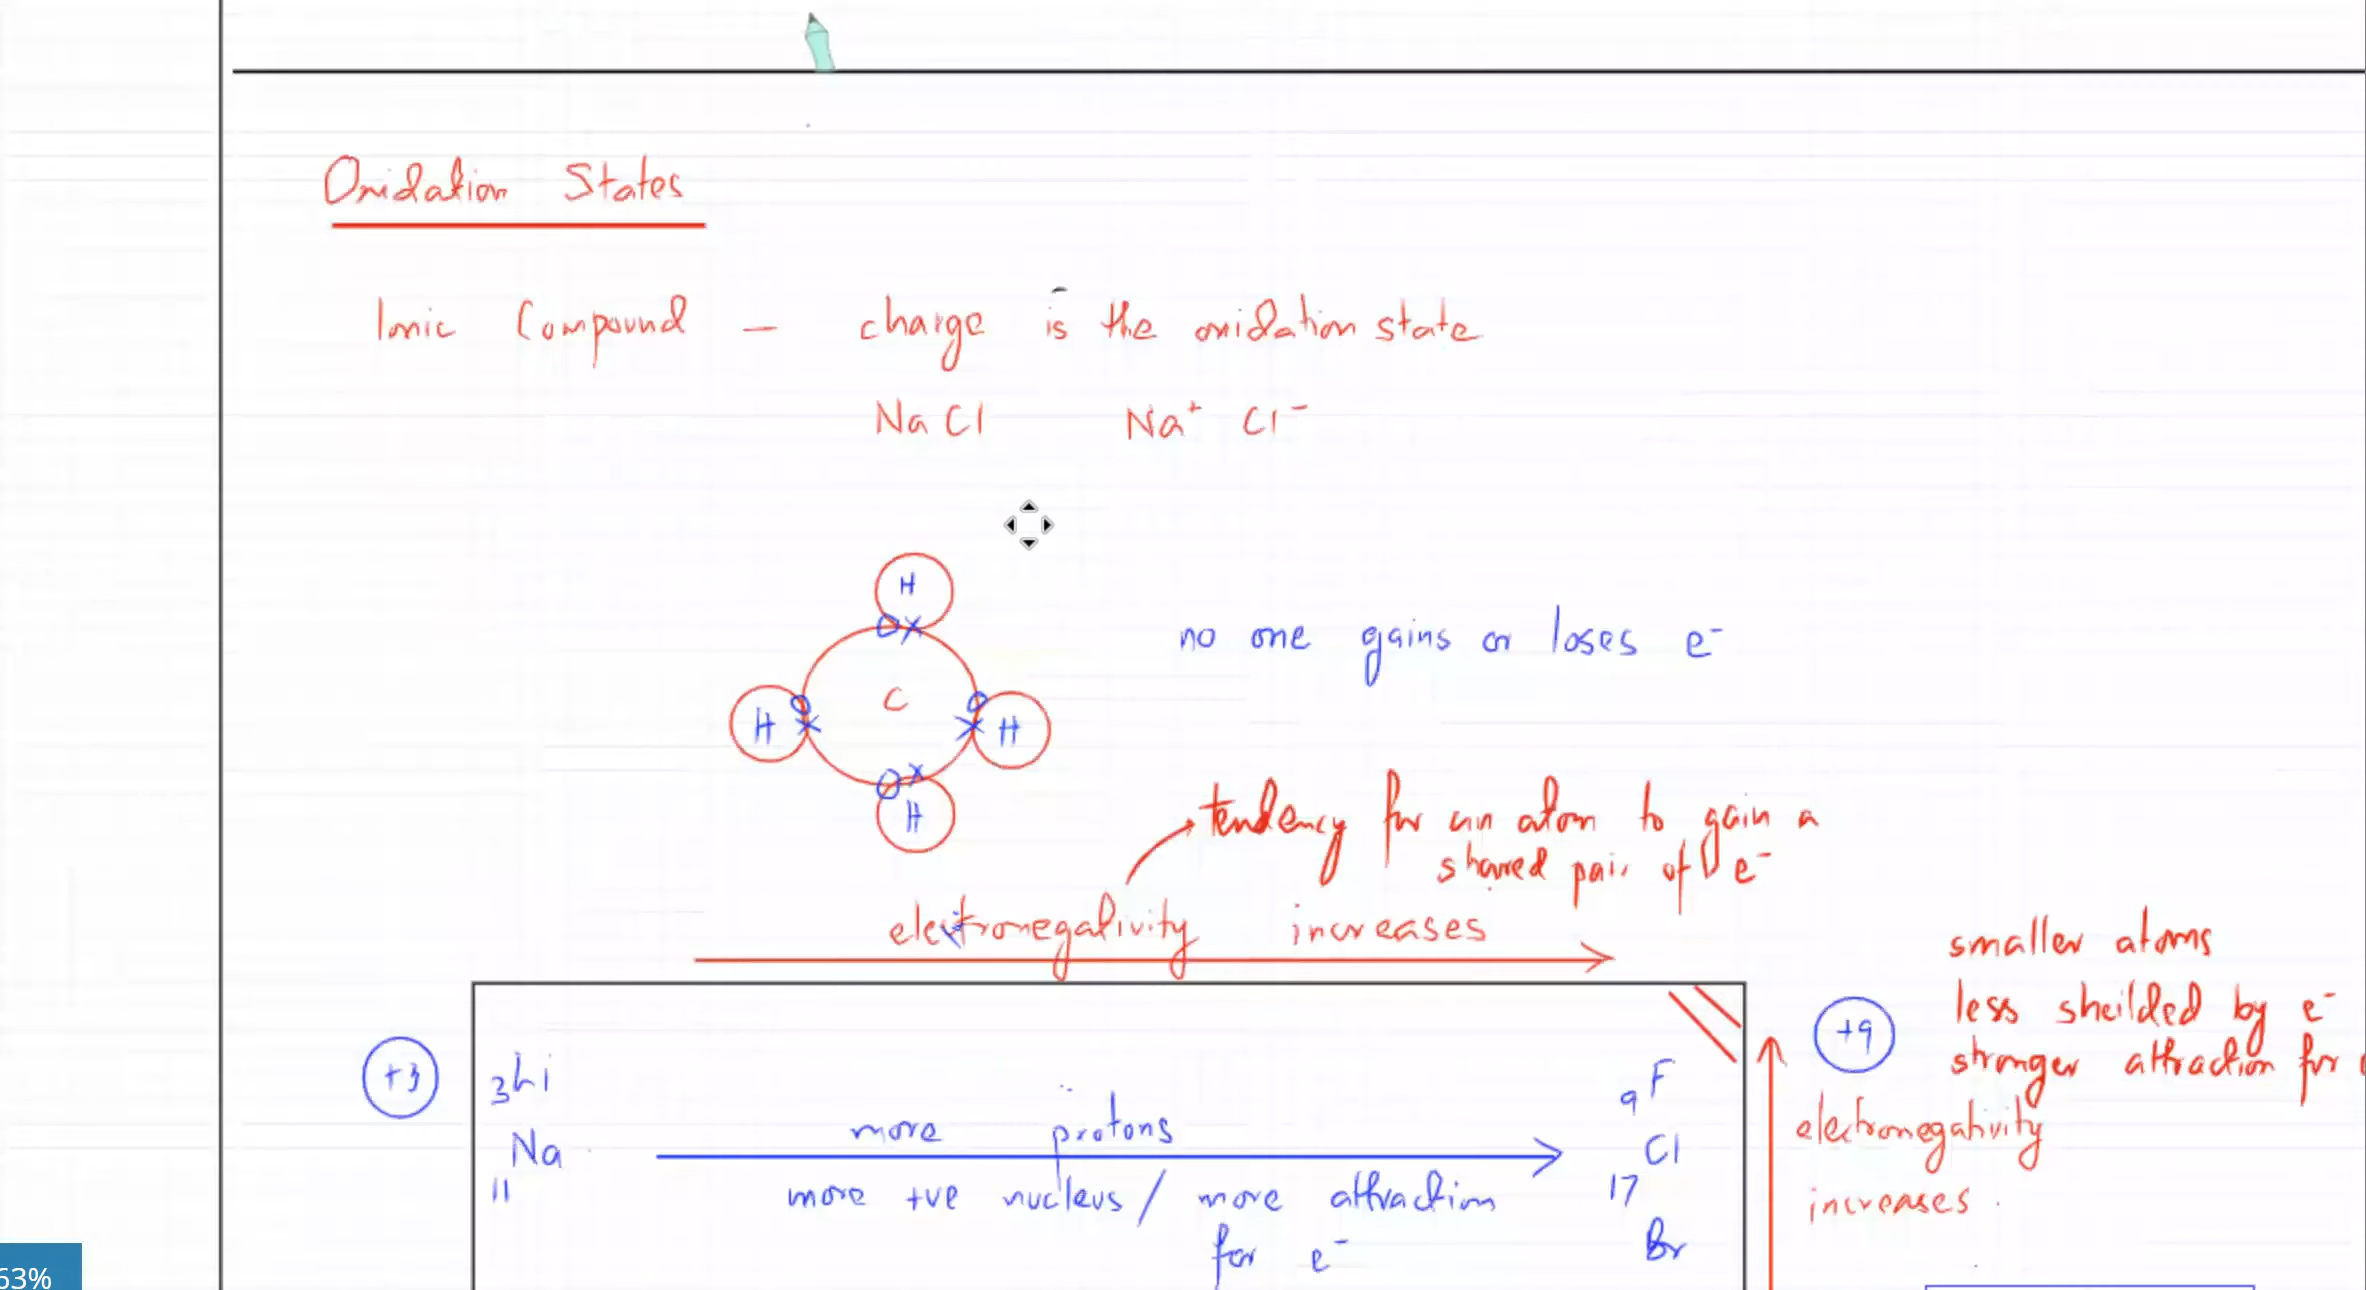 Oxidation States
Ionic Compound – charge is the oxidation state
NaCl Na⁺ Cl⁻
H
C
H
H
H
no one gains or loses e⁻
tendency for an atom to gain a
shared pair of e⁻
electronegativity increases
smaller atoms
less sheilded by e⁻
stronger attraction for
+3
+9
₃Li
more protons
₉F
electronegativity
increases
Na
11
more +ve nucleus / more attraction
for e⁻
Cl
17
Br
63%